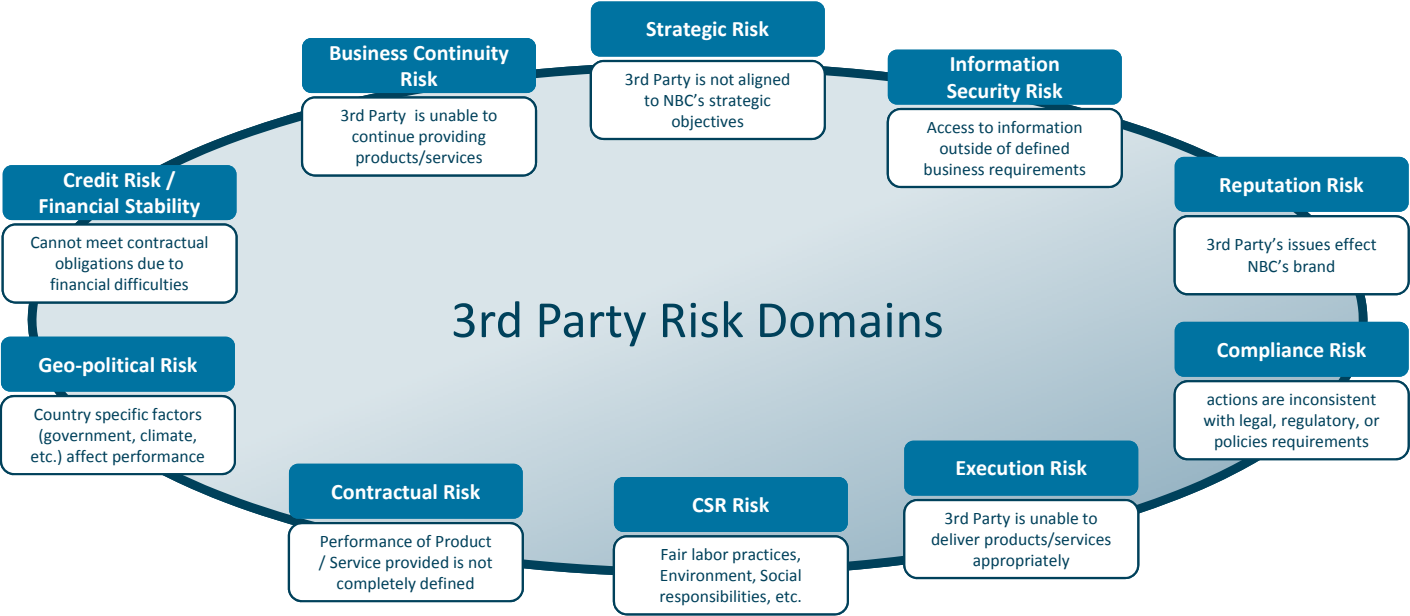 Strategic Risk
3rd Party is not aligned
to NBC's strategic
objectives
Business Continuity
Risk
3rd Party is unable to
continue providing
products/services
Information
Security Risk
Access to information
outside of defined
business requirements
Credit Risk /
Financial Stability
Cannot meet contractual
obligations due to
financial difficulties
Reputation Risk
3rd Party's issues effect
NBC's brand
3rd Party Risk Domains
Geo-political Risk
Country specific factors
(government, climate,
etc.) affect performance
Compliance Risk
actions are inconsistent
with legal, regulatory, or
policies requirements
Contractual Risk
Performance of Product
/ Service provided is not
completely defined
CSR Risk
Fair labor practices,
Environment, Social
responsibilities, etc.
Execution Risk
3rd Party is unable to
deliver products/services
appropriately